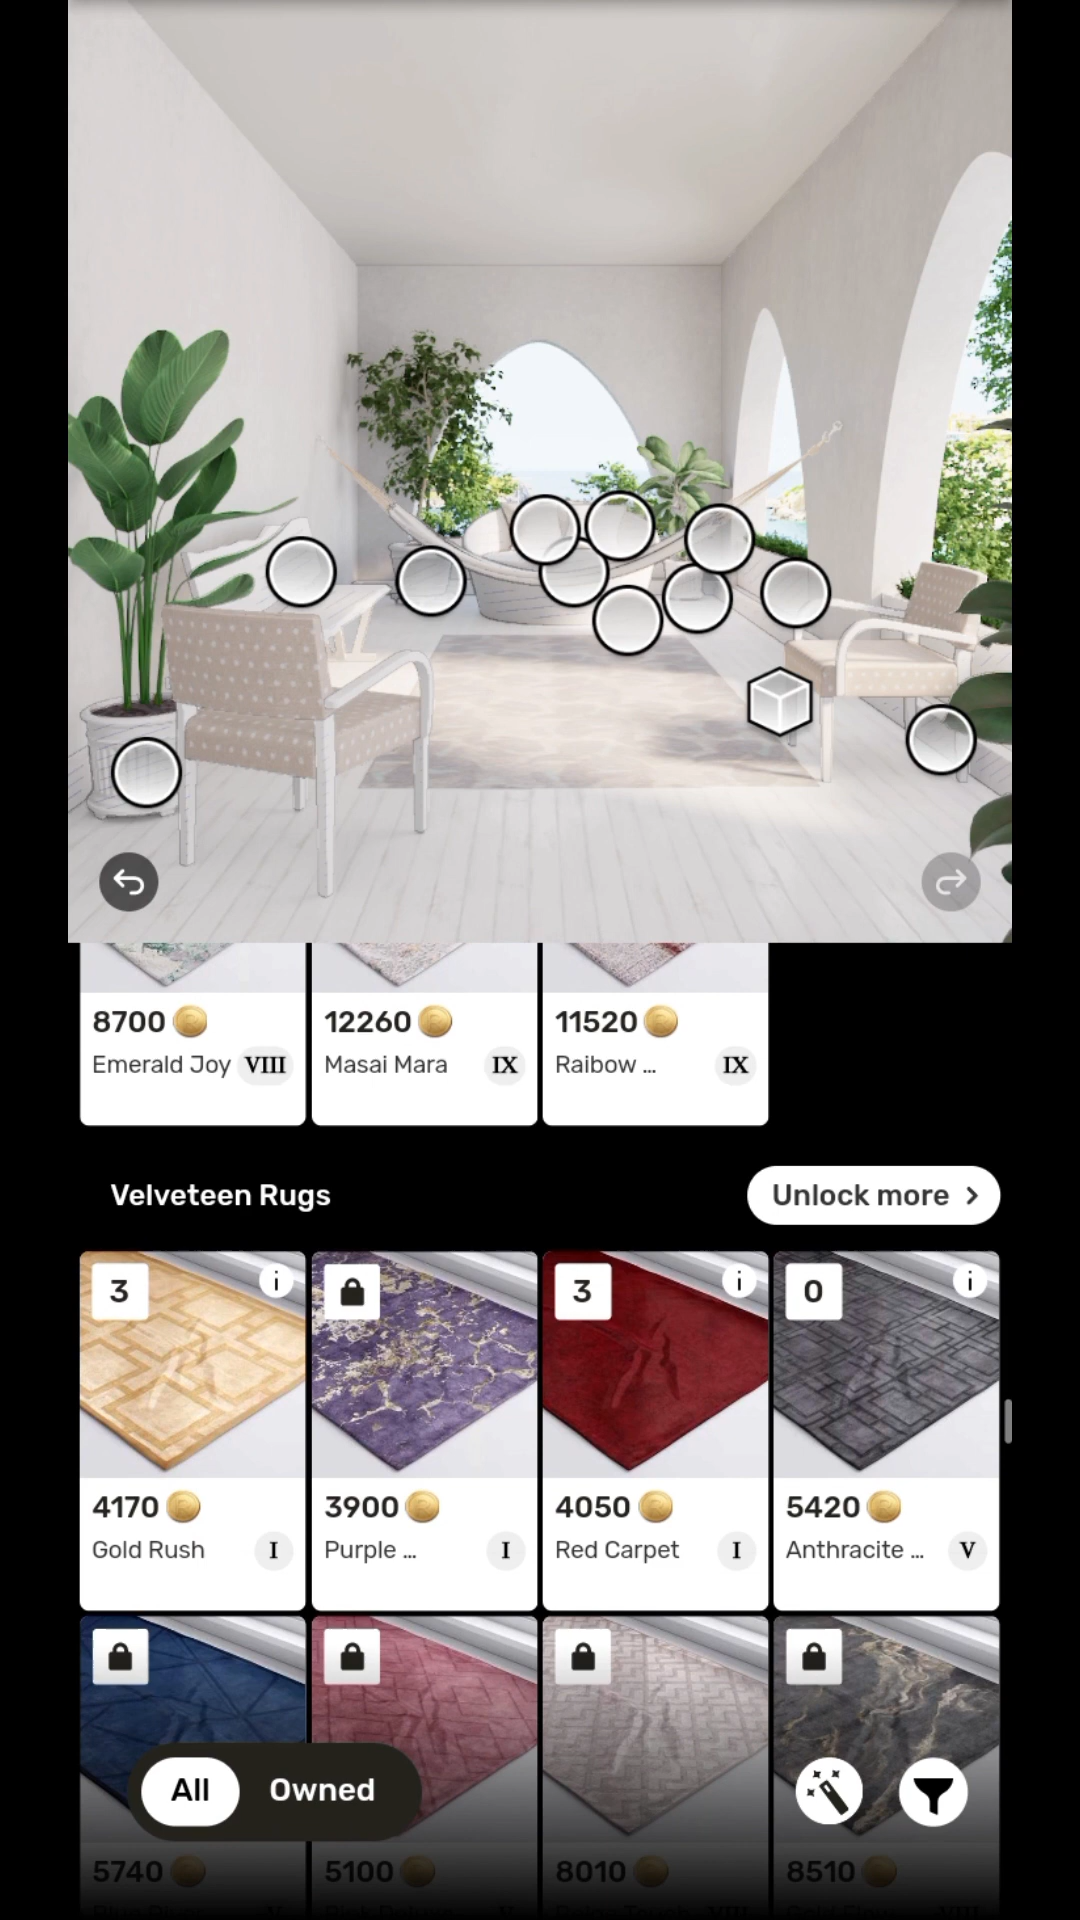 8700
12260
11520
Emerald Joy VIII
Masai Mara IX
Raibow ... IX
Velveteen Rugs
Unlock more
3
3
0
4170
3900
4050
5420
Gold Rush I
Purple ... I
Red Carpet I
Anthracite ... V
All
Owned
5740
5100
8010
8510